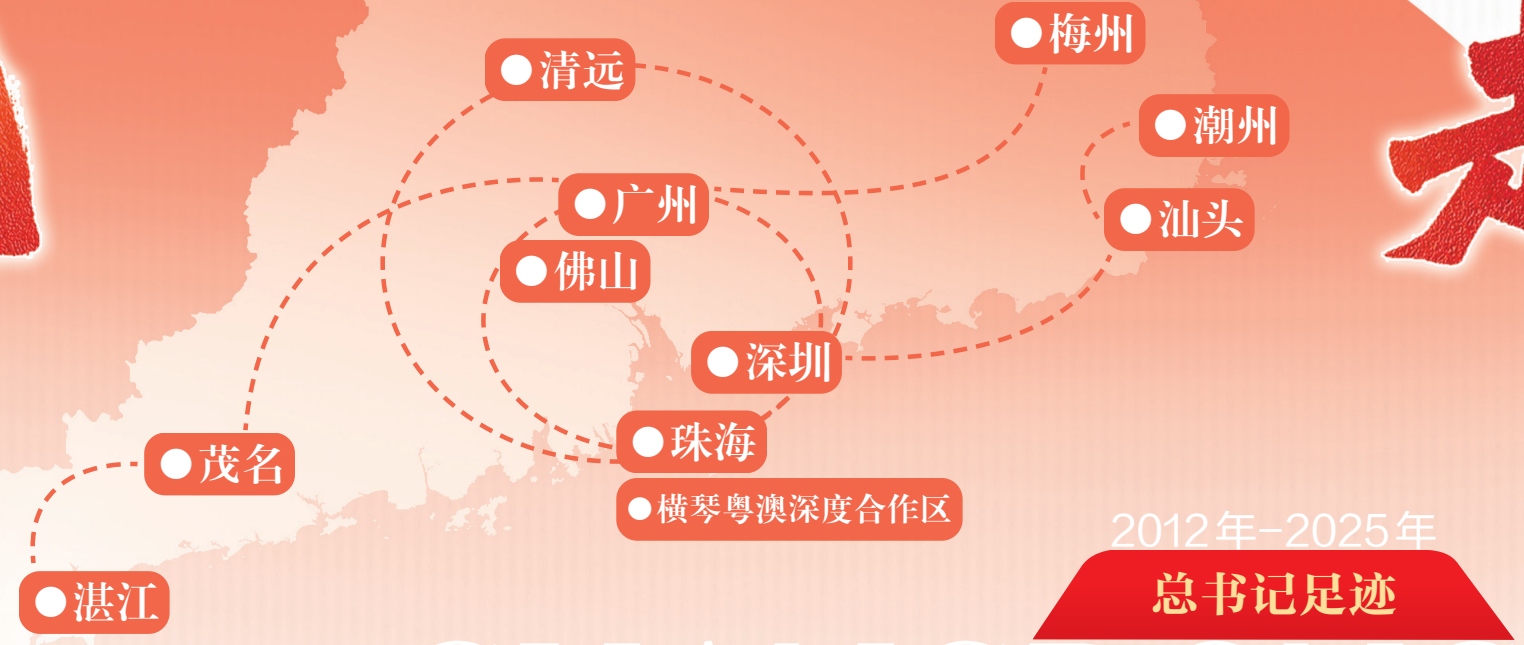 梅州
清远
潮州
广州
汕头
佛山
深圳
珠海
茂名
横琴粤澳深度合作区
2012年-2025年
总书记足迹
湛江